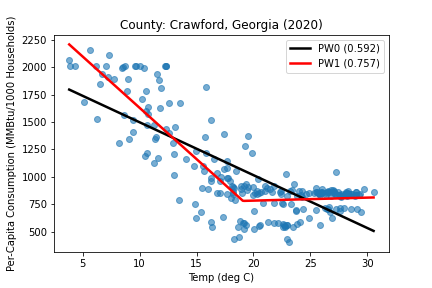 County: Crawford, Georgia (2020)
Per-Capita Consumption (MMBtu/1000 Households)
2250
2000
1750
1500
1250
1000
750
500
PW0 (0.592)
PW1 (0.757)
5
10
15
20
25
30
Temp (deg C)